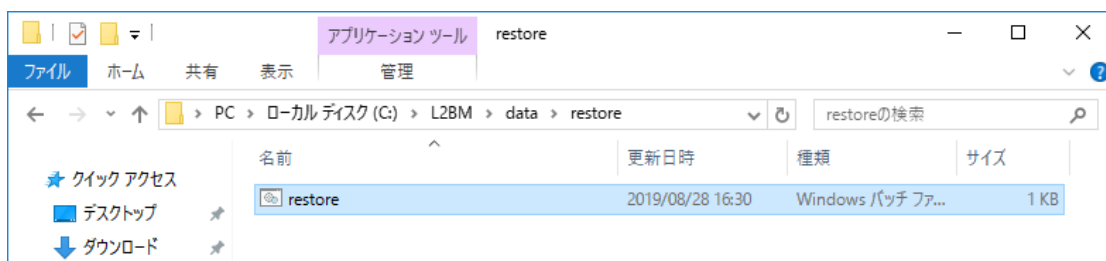 アプリケーション ツール restore
ファイル ホーム 共有 表示 管理
PC > ローカル ディスク (C:) > L2BM > data > restore restoreの検索
名前 更新日時 種類 サイズ
クイック アクセス
restore 2019/08/28 16:30 Windows バッチ ファ... 1 KB
デスクトップ
ダウンロード